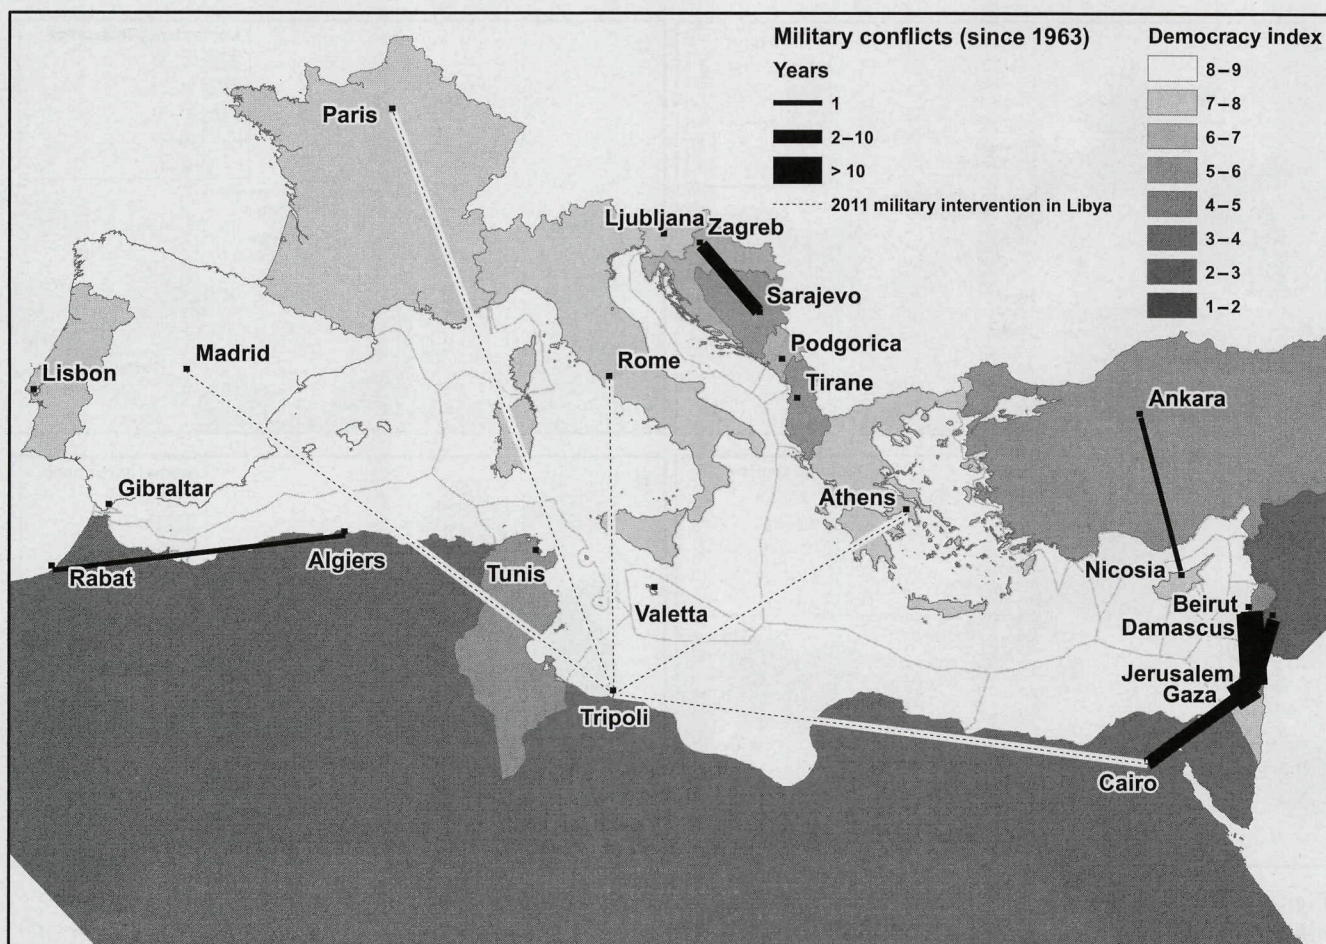 Military conflicts (since 1963)
Years
1
2–10
> 10
2011 military intervention in Libya
Democracy index
8–9
7–8
6–7
5–6
4–5
3–4
2–3
1–2
Paris
Ljubljana
Zagreb
Sarajevo
Madrid
Lisbon
Rome
Podgorica
Tirane
Ankara
Gibraltar
Athens
Rabat
Algiers
Tunis
Valetta
Nicosia
Beirut
Damascus
Jerusalem
Gaza
Tripoli
Cairo